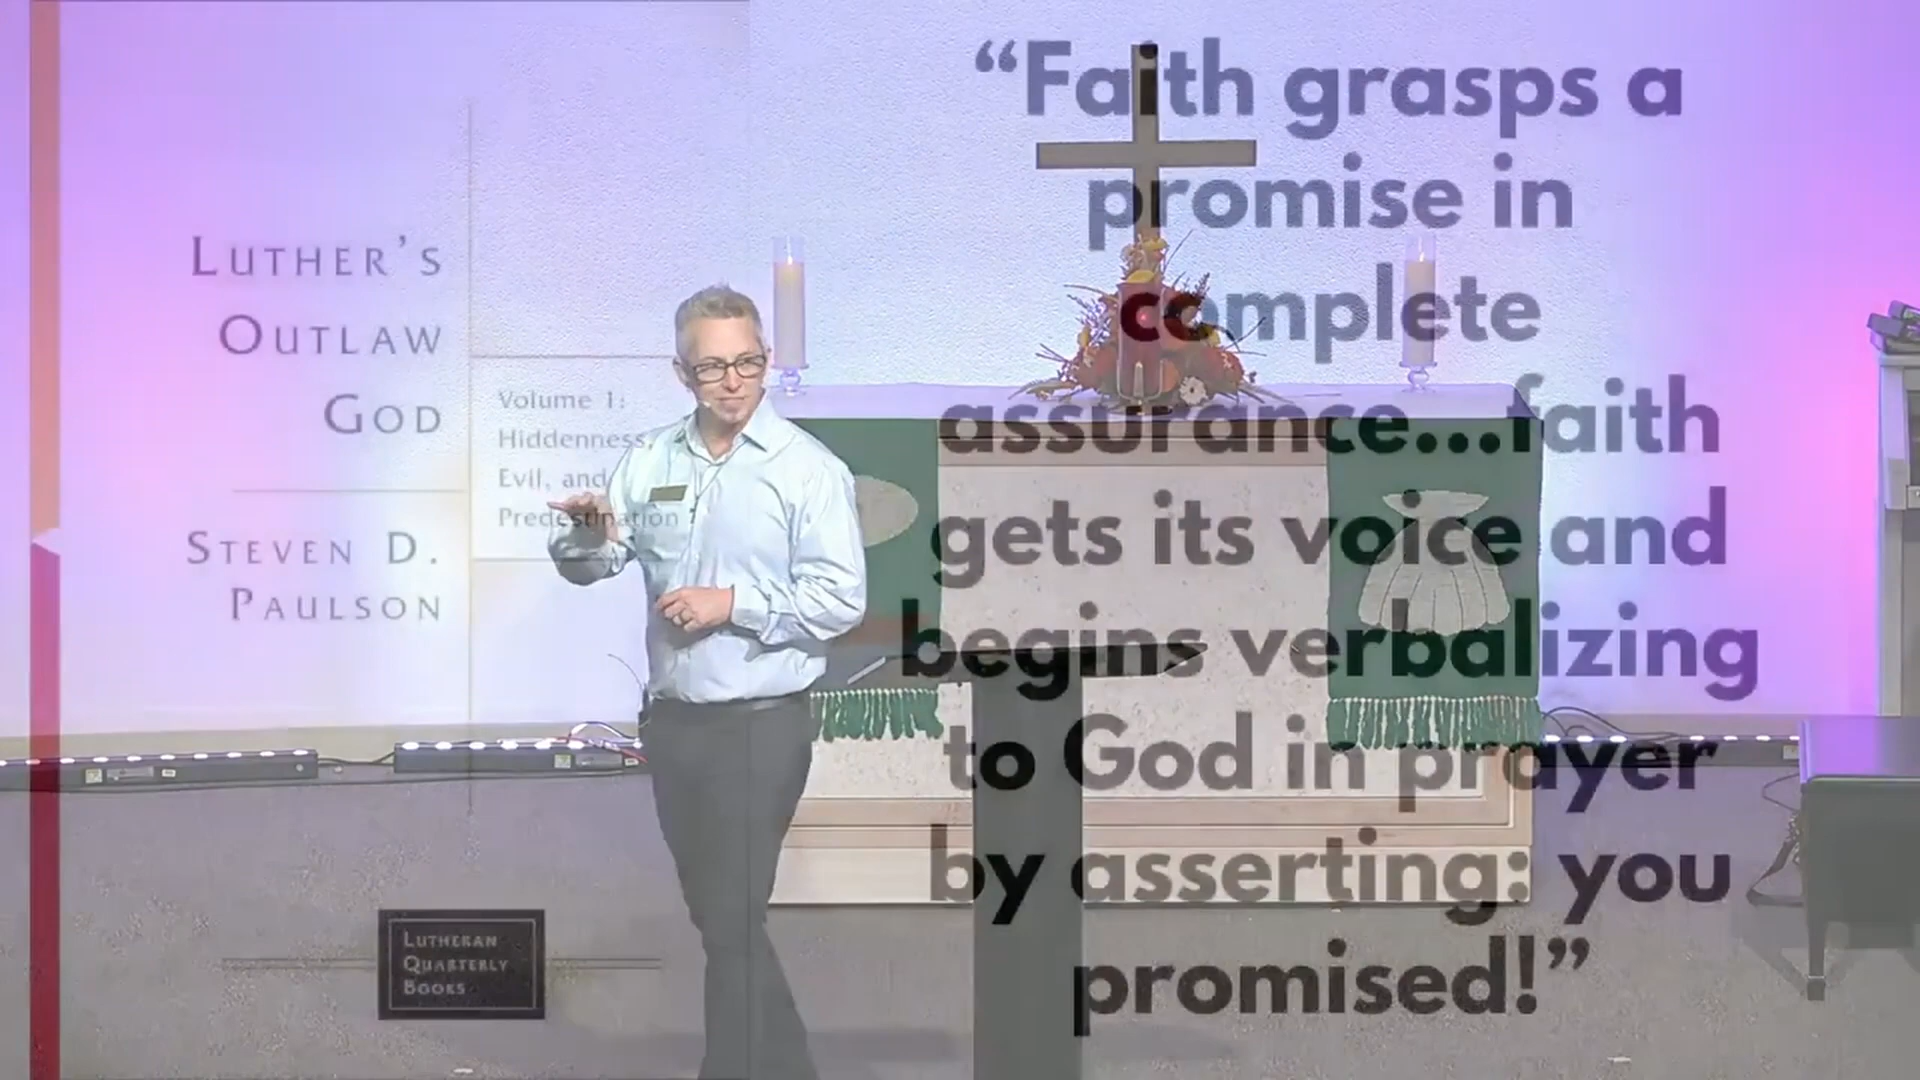 LUTHER'S
OUTLAW
GOD
Volume 1:
Hiddenness,
Evil, and
Predestination
STEVEN D.
PAULSON
LUTHERAN
QUARTERLY
BOOKS
“Faith grasps a
promise in
complete
assurance...faith
gets its voice and
begins verbalizing
to God in prayer
by asserting: you
promised!”